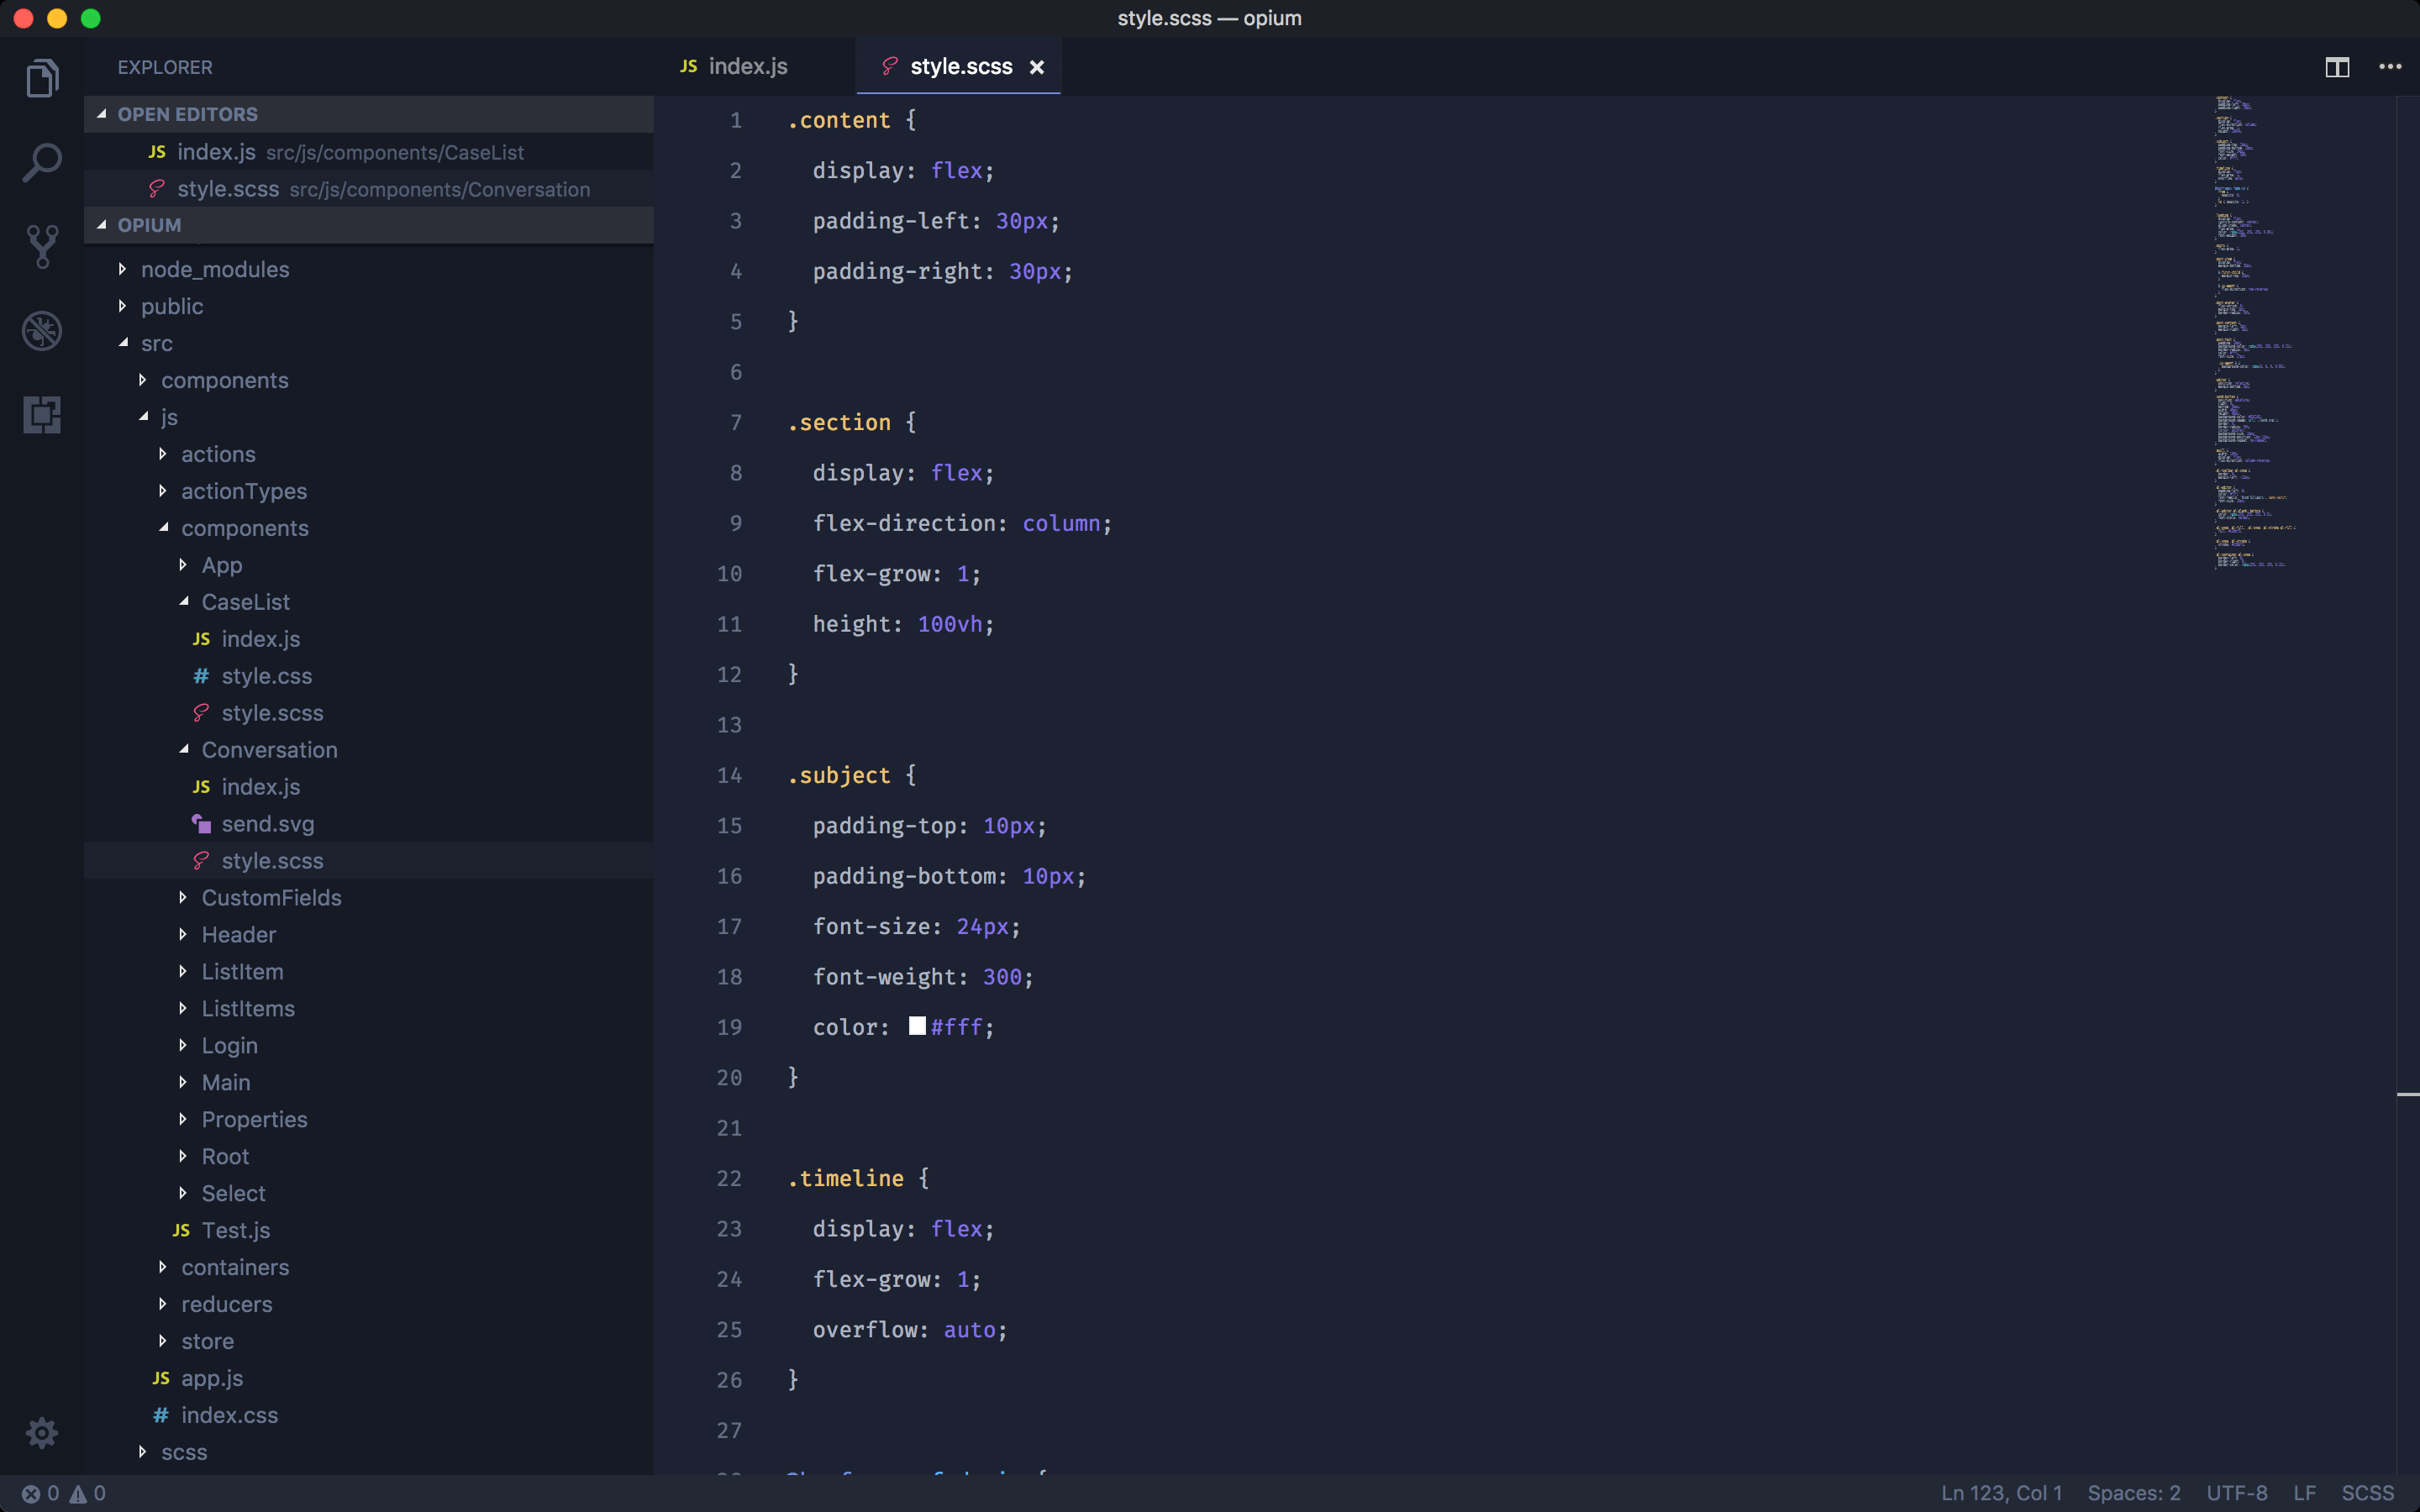 style.scss — opium
EXPLORER
OPEN EDITORS
JS index.js src/js/components/CaseList
style.scss src/js/components/Conversation
OPIUM
node_modules
public
src
components
js
actions
actionTypes
components
App
CaseList
JS index.js
# style.css
style.scss
Conversation
JS index.js
send.svg
style.scss
CustomFields
Header
ListItem
ListItems
Login
Main
Properties
Root
Select
JS Test.js
containers
reducers
store
JS app.js
# index.css
scss
JS index.js
style.scss
1 .content {
2 display: flex;
3 padding-left: 30px;
4 padding-right: 30px;
5 }
6
7 .section {
8 display: flex;
9 flex-direction: column;
10 flex-grow: 1;
11 height: 100vh;
12 }
13
14 .subject {
15 padding-top: 10px;
16 padding-bottom: 10px;
17 font-size: 24px;
18 font-weight: 300;
19 color: #fff;
20 }
21
22 .timeline {
23 display: flex;
24 flex-grow: 1;
25 overflow: auto;
26 }
27
0 0
Ln 123, Col 1 Spaces: 2 UTF-8 LF SCSS